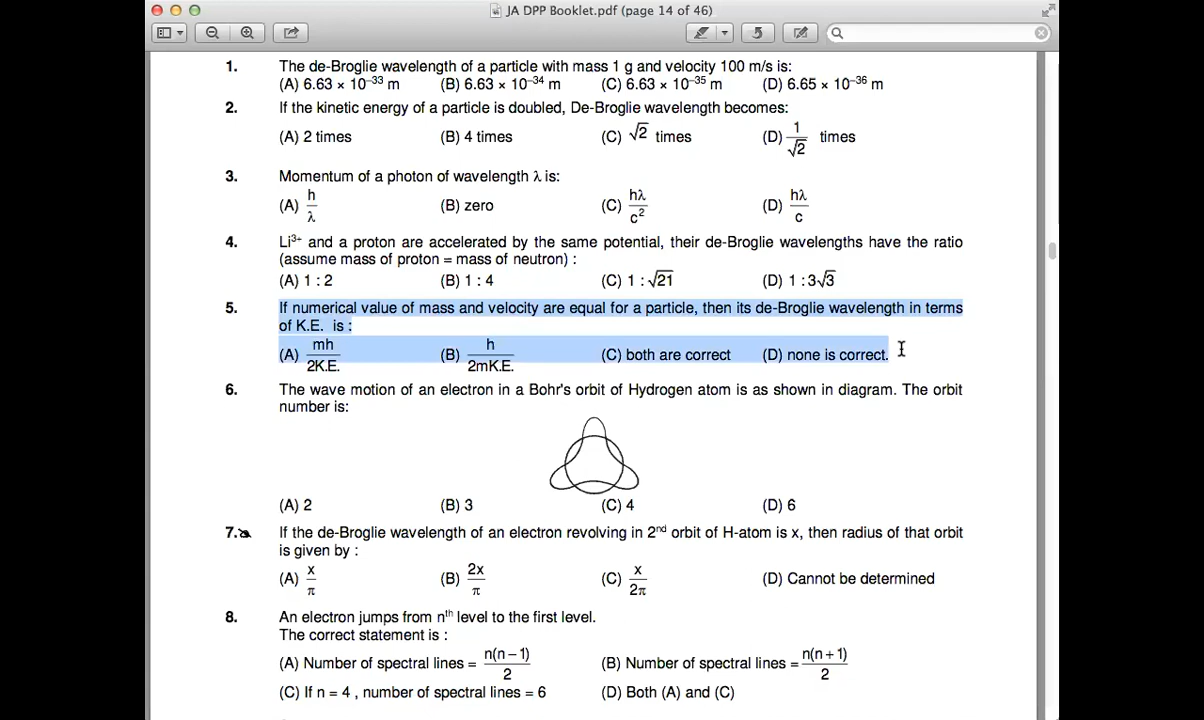 JA DPP Booklet.pdf (page 14 of 46)
1. The de-Broglie wavelength of a particle with mass 1 g and velocity 100 m/s is:
(A) 6.63 × 10⁻³³ m (B) 6.63 × 10⁻³⁴ m (C) 6.63 × 10⁻³⁵ m (D) 6.65 × 10⁻³⁶ m
2. If the kinetic energy of a particle is doubled, De-Broglie wavelength becomes:
(A) 2 times (B) 4 times (C) √2 times (D) 1/√2 times
3. Momentum of a photon of wavelength λ is:
(A) h/λ (B) zero (C) hλ/c² (D) hλ/c
4. Li³⁺ and a proton are accelerated by the same potential, their de-Broglie wavelengths have the ratio
(assume mass of proton = mass of neutron) :
(A) 1 : 2 (B) 1 : 4 (C) 1 : √21 (D) 1 : 3√3
5. If numerical value of mass and velocity are equal for a particle, then its de-Broglie wavelength in terms
of K.E. is :
(A) mh/2K.E. (B) h/2mK.E. (C) both are correct (D) none is correct.
6. The wave motion of an electron in a Bohr's orbit of Hydrogen atom is as shown in diagram. The orbit
number is:
(A) 2 (B) 3 (C) 4 (D) 6
7. If the de-Broglie wavelength of an electron revolving in 2ⁿᵈ orbit of H-atom is x, then radius of that orbit
is given by :
(A) x/π (B) 2x/π (C) x/2π (D) Cannot be determined
8. An electron jumps from nᵗʰ level to the first level.
The correct statement is :
(A) Number of spectral lines = n(n − 1)/2 (B) Number of spectral lines = n(n + 1)/2
(C) If n = 4 , number of spectral lines = 6 (D) Both (A) and (C)